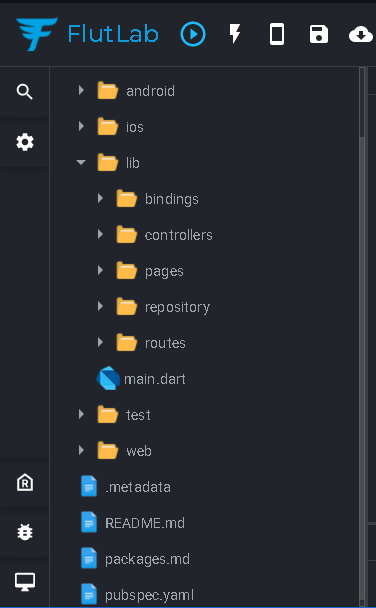 FlutLab
android
ios
lib
bindings
controllers
pages
repository
routes
main.dart
test
web
.metadata
README.md
packages.md
pubspec.yaml